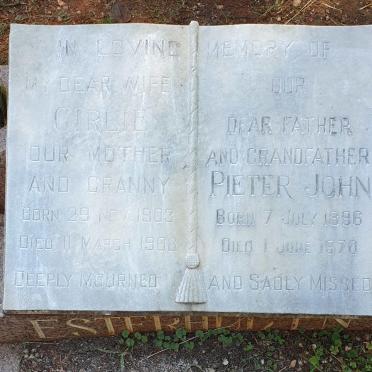 IN LOVING MEMORY OF
MY DEAR WIFE
GIRLIE
OUR MOTHER
AND GRANNY
BORN 29 NOV
DIED 11 MARCH
OUR
DEAR FATHER
AND GRANDFATHER
PIETER JOHN
BORN 7 JULY 1896
DIED 1 JUNE 1970
DEEPLY MOURNED AND SADLY MISSED
ESTERHUIZEN